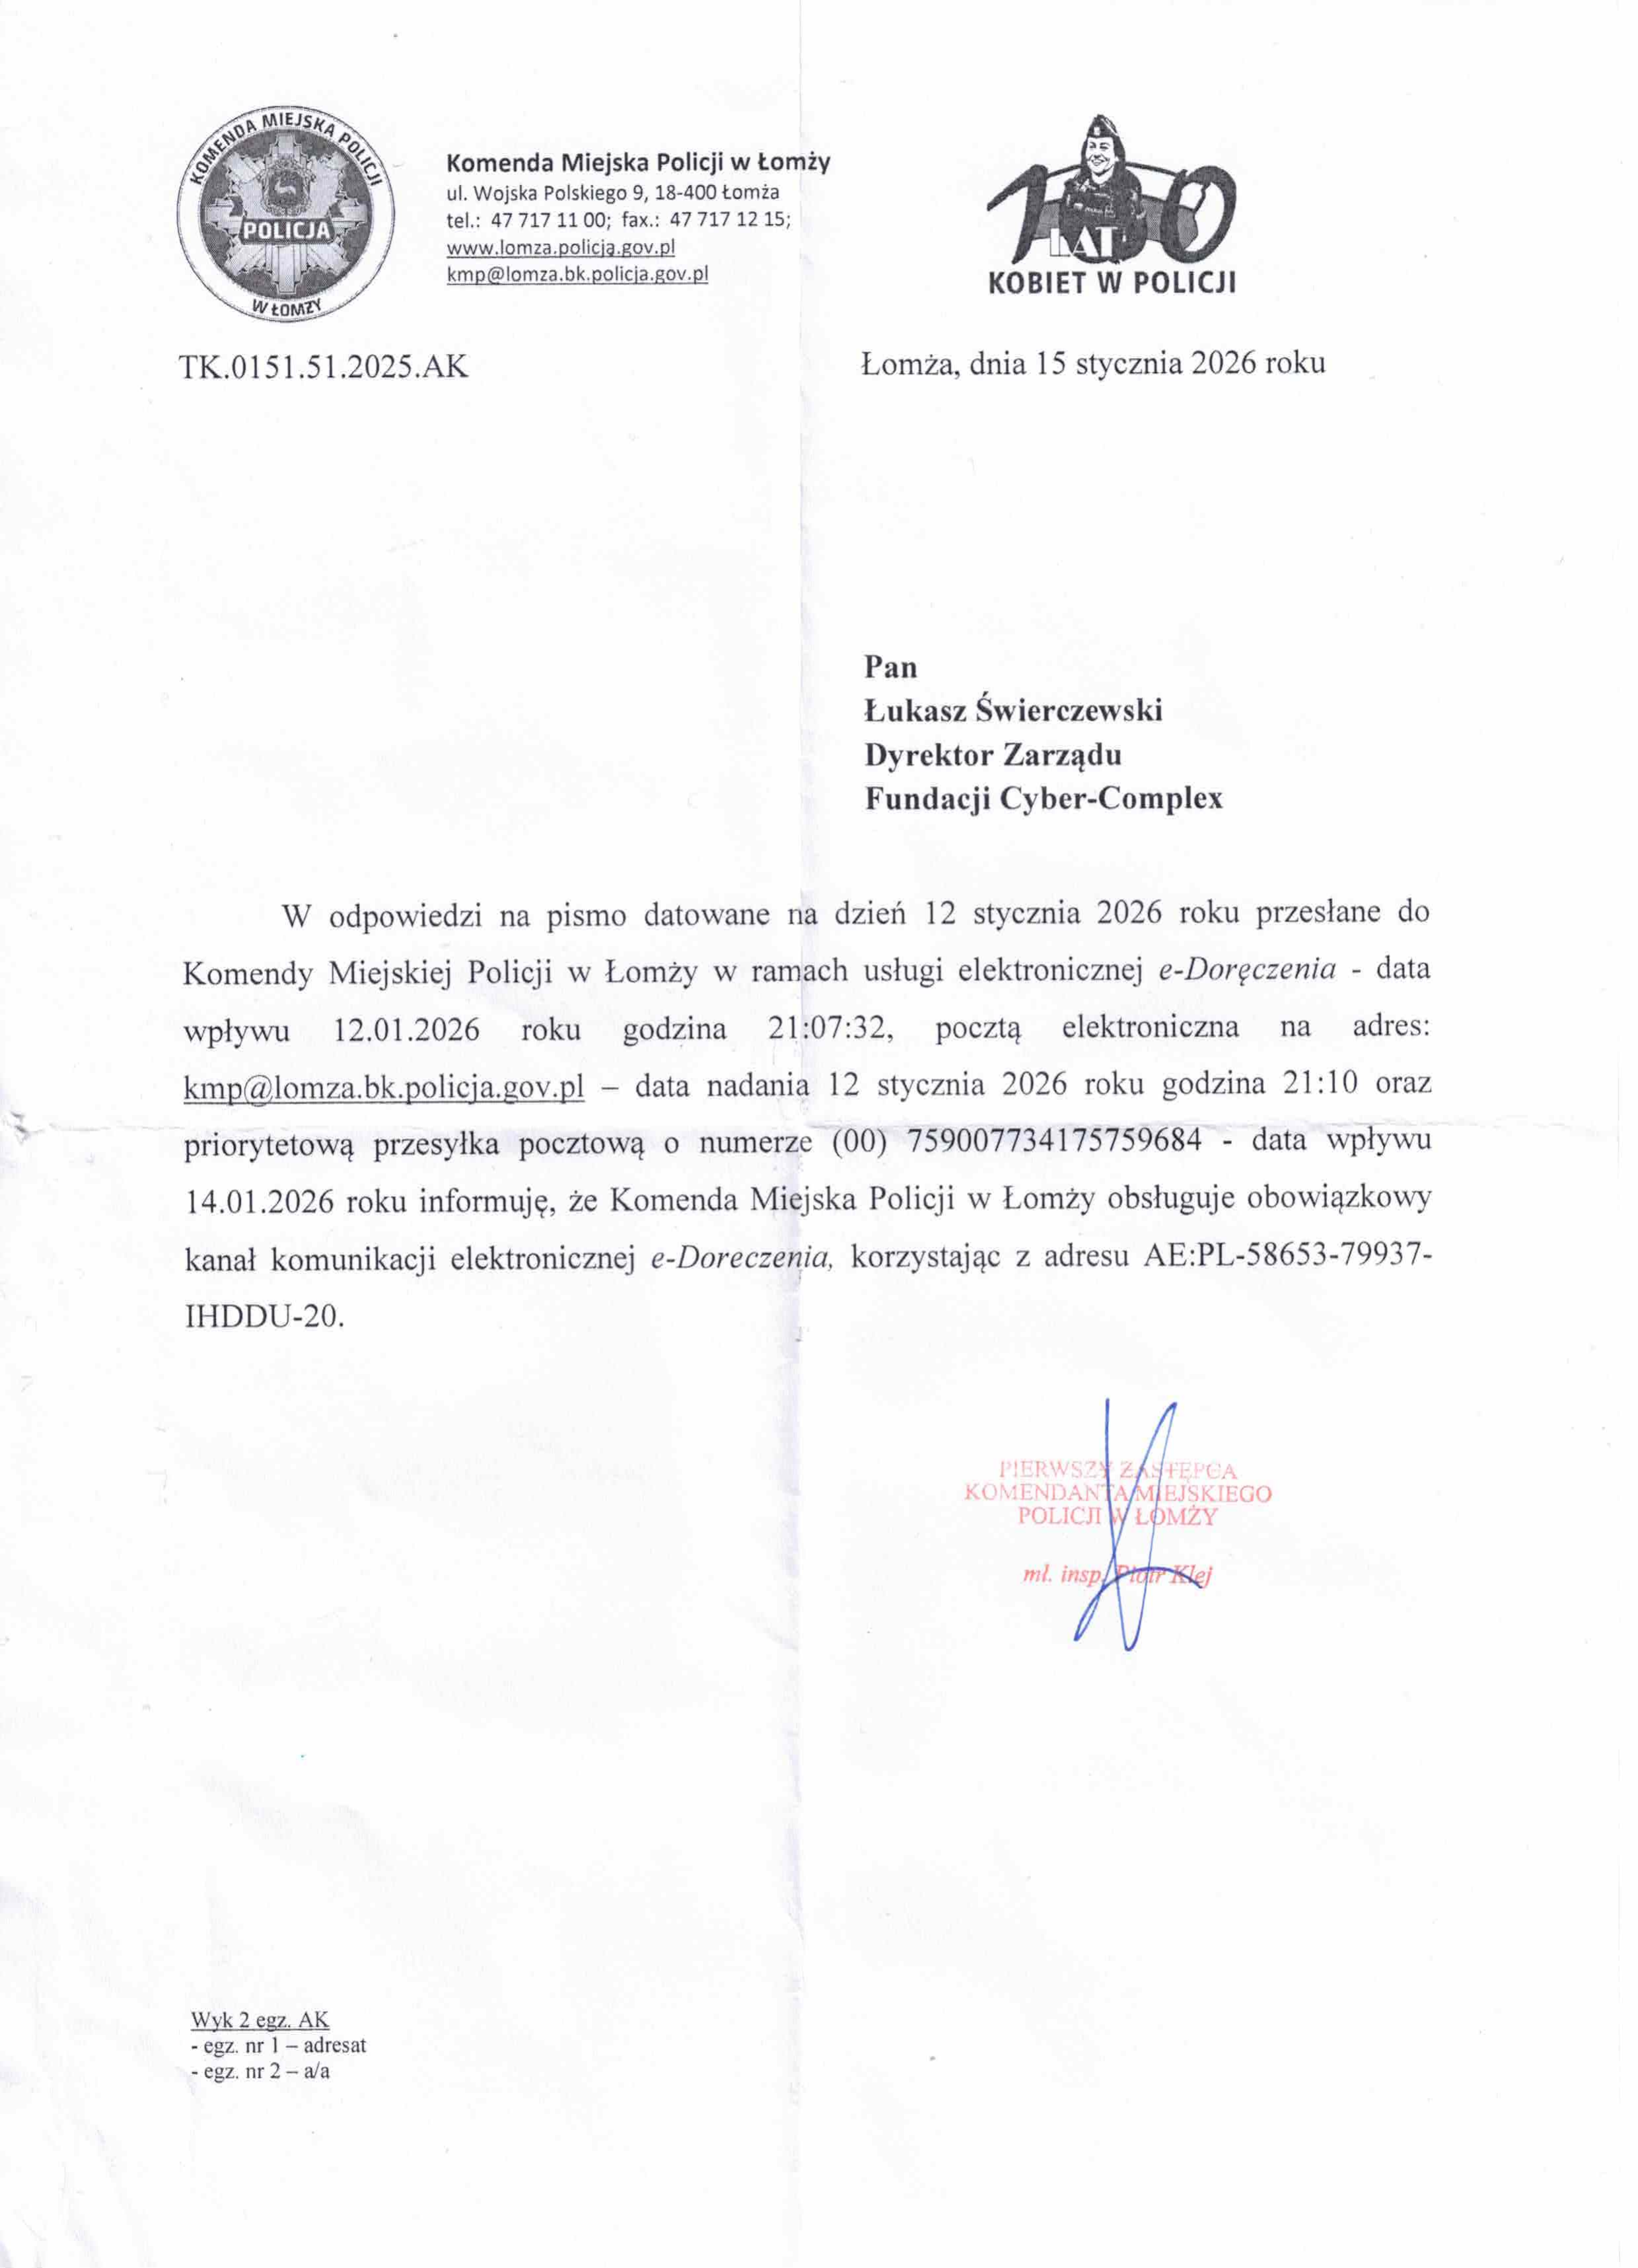 KOMENDA MIEJSKA POLICJI
POLICJA
W ŁOMŻY
Komenda Miejska Policji w Łomży
ul. Wojska Polskiego 9, 18-400 Łomża
tel.: 47 717 11 00; fax.: 47 717 12 15;
www.lomza.policja.gov.pl
kmp@lomza.bk.policja.gov.pl
100
LAT
KOBIET W POLICJI
TK.0151.51.2025.AK
Łomża, dnia 15 stycznia 2026 roku
Pan
Łukasz Świerczewski
Dyrektor Zarządu
Fundacji Cyber-Complex
W odpowiedzi na pismo datowane na dzień 12 stycznia 2026 roku przesłane do
Komendy Miejskiej Policji w Łomży w ramach usługi elektronicznej e-Doręczenia - data
wpływu 12.01.2026 roku godzina 21:07:32, pocztą elektroniczna na adres:
kmp@lomza.bk.policja.gov.pl – data nadania 12 stycznia 2026 roku godzina 21:10 oraz
priorytetową przesyłka pocztową o numerze (00) 759007734175759684 - data wpływu
14.01.2026 roku informuję, że Komenda Miejska Policji w Łomży obsługuje obowiązkowy
kanał komunikacji elektronicznej e-Doreczenia, korzystając z adresu AE:PL-58653-79937-
IHDDU-20.
PIERWSZY ZASTĘPCA
KOMENDANTA MIEJSKIEGO
POLICJI W ŁOMŻY
mł. insp. Piotr Klej
Wyk 2 egz. AK
- egz. nr 1 – adresat
- egz. nr 2 – a/a